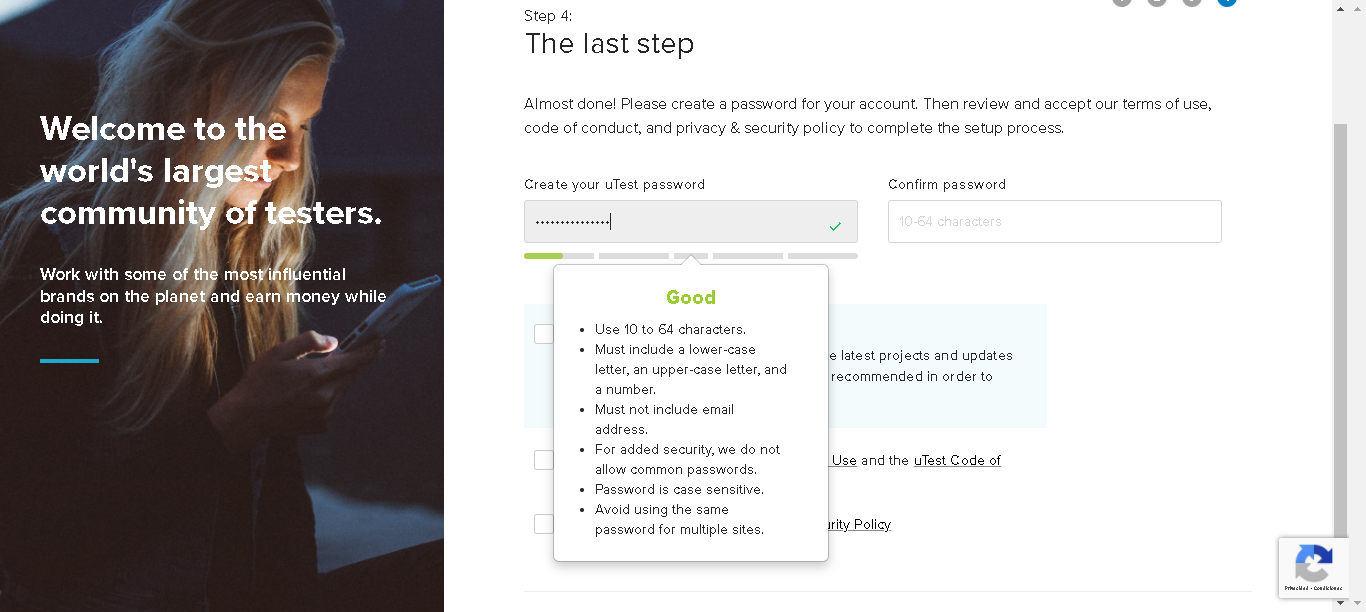 Welcome to the
world's largest
community of testers.
Work with some of the most influential
brands on the planet and earn money while
doing it.
Step 4:
The last step
Almost done! Please create a password for your account. Then review and accept our terms of use,
code of conduct, and privacy & security policy to complete the setup process.
Create your uTest password
Confirm password
•••••••••••••••
10-64 characters
Good
• Use 10 to 64 characters.
• Must include a lower-case
letter, an upper-case letter, and
a number.
• Must not include email
address.
• For added security, we do not
allow common passwords.
• Password is case sensitive.
• Avoid using the same
password for multiple sites.
latest projects and updates
recommended in order to
Use and the uTest Code of
Policy
Privacidad - Condiciones